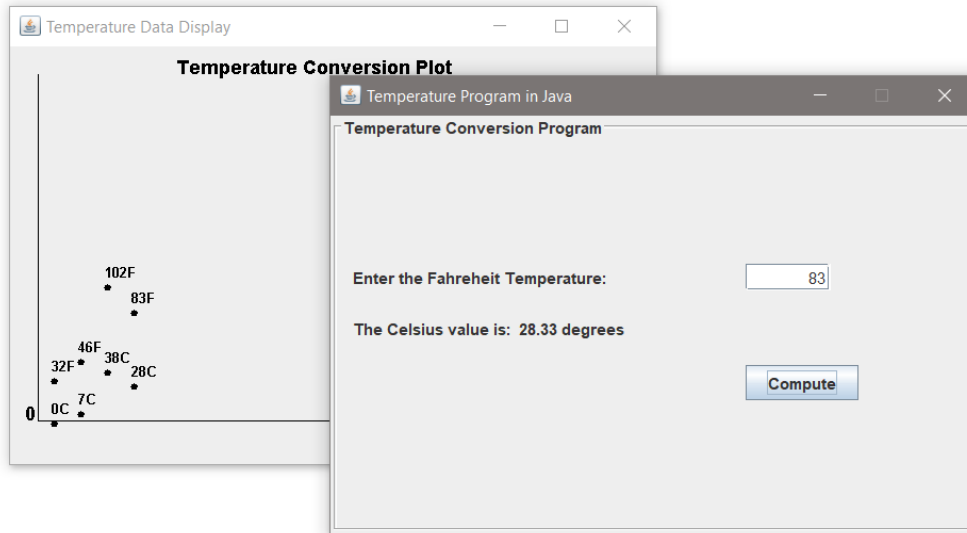 Temperature Data Display
Temperature Conversion Plot
102F
83F
46F
38C
32F
28C
7C
0C
0
Temperature Program in Java
Temperature Conversion Program
Enter the Fahreheit Temperature: 83
The Celsius value is: 28.33 degrees
Compute